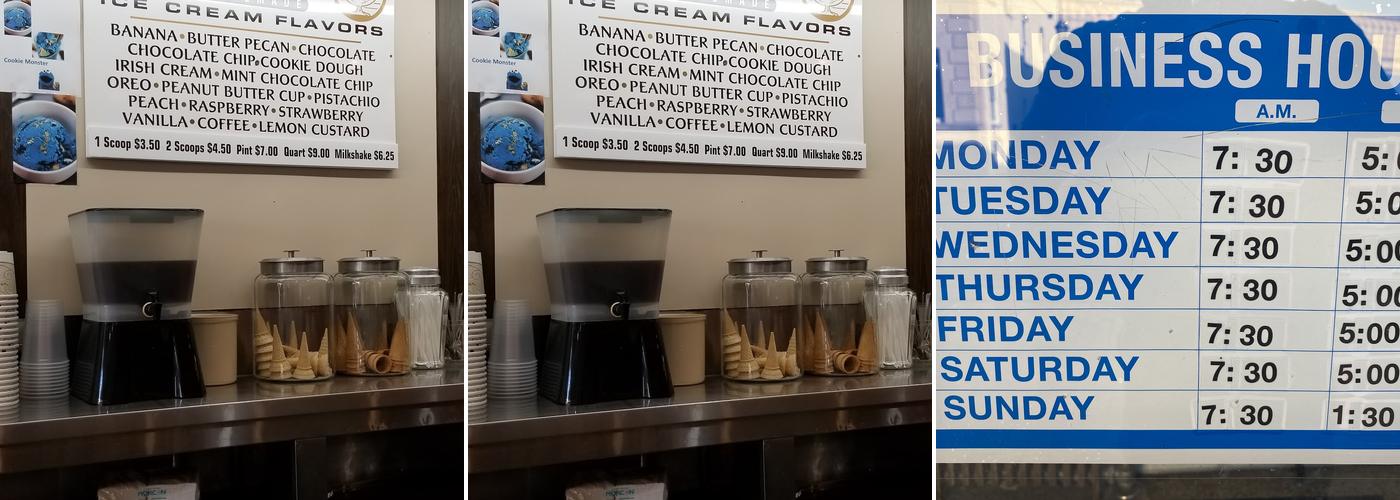 MADE
ICE CREAM FLAVORS
BANANA•BUTTER PECAN•CHOCOLATE
CHOCOLATE CHIP•COOKIE DOUGH
IRISH CREAM•MINT CHOCOLATE CHIP
OREO•PEANUT BUTTER CUP•PISTACHIO
PEACH•RASPBERRY•STRAWBERRY
VANILLA•COFFEE•LEMON CUSTARD
1 Scoop $3.50 2 Scoops $4.50 Pint $7.00 Quart $9.00 Milkshake $6.25
Cookie Monster
ICE CREAM FLAVORS
BANANA•BUTTER PECAN•CHOCOLATE
CHOCOLATE CHIP•COOKIE DOUGH
IRISH CREAM•MINT CHOCOLATE CHIP
OREO•PEANUT BUTTER CUP•PISTACHIO
PEACH•RASPBERRY•STRAWBERRY
VANILLA•COFFEE•LEMON CUSTARD
1 Scoop $3.50 2 Scoops $4.50 Pint $7.00 Quart $9.00 Milkshake $6.25
Cookie Monster
BUSINESS HOU
A.M.
MONDAY 7: 30 5:
TUESDAY 7: 30 5:0
WEDNESDAY 7: 30 5:00
THURSDAY 7: 30 5: 00
FRIDAY 7: 30 5:00
SATURDAY 7: 30 5:00
SUNDAY 7: 30 1: 30